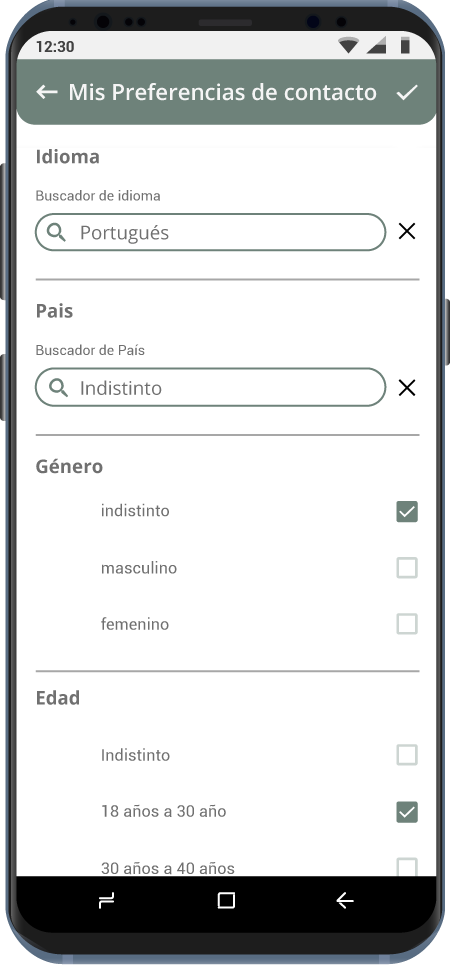 12:30
Mis Preferencias de contacto
Idioma
Buscador de idioma
Portugués
Pais
Buscador de País
Indistinto
Género
indistinto
masculino
femenino
Edad
Indistinto
18 años a 30 año
30 años a 40 años